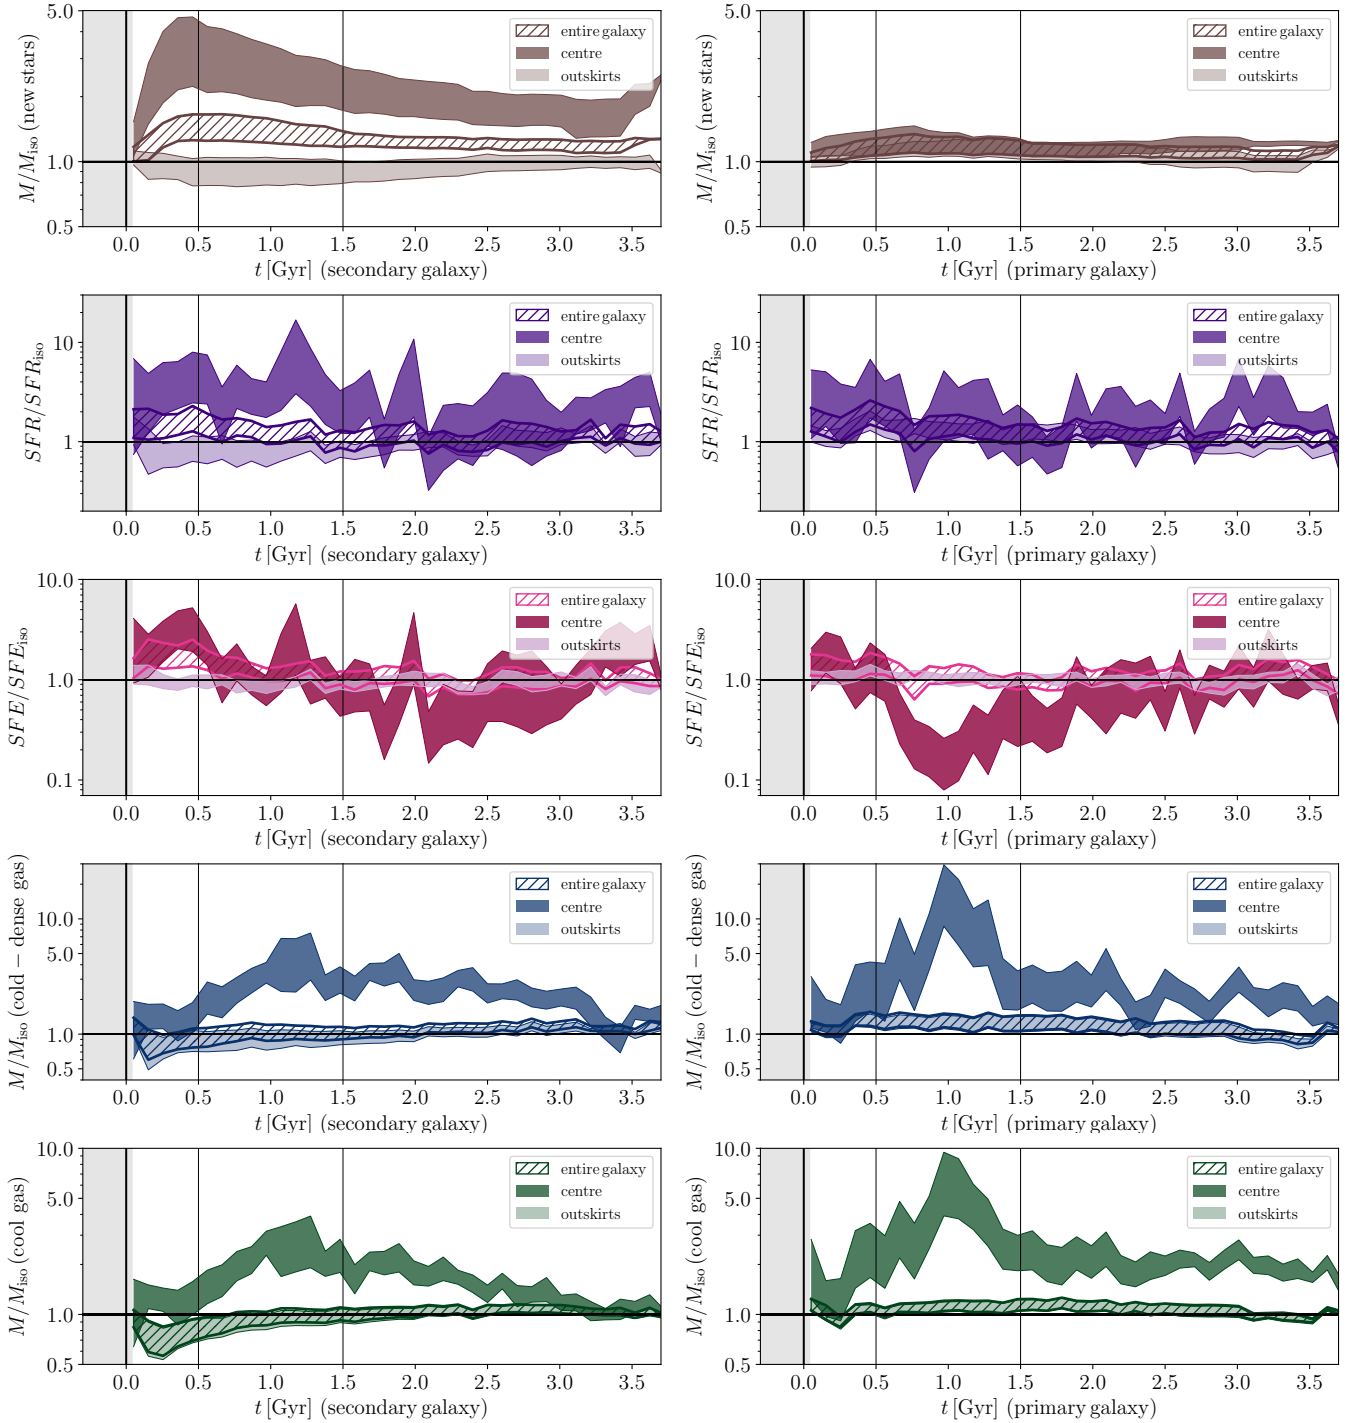 5.0
1.0
0.5
M/M_iso (new stars)
entire galaxy
centre
outskirts
0.0 0.5 1.0 1.5 2.0 2.5 3.0 3.5
t [Gyr] (secondary galaxy)
5.0
1.0
0.5
M/M_iso (new stars)
entire galaxy
centre
outskirts
0.0 0.5 1.0 1.5 2.0 2.5 3.0 3.5
t [Gyr] (primary galaxy)
10
1
SFR/SFR_iso
entire galaxy
centre
outskirts
0.0 0.5 1.0 1.5 2.0 2.5 3.0 3.5
t [Gyr] (secondary galaxy)
10
1
SFR/SFR_iso
entire galaxy
centre
outskirts
0.0 0.5 1.0 1.5 2.0 2.5 3.0 3.5
t [Gyr] (primary galaxy)
10.0
1.0
0.1
SFE/SFE_iso
entire galaxy
centre
outskirts
0.0 0.5 1.0 1.5 2.0 2.5 3.0 3.5
t [Gyr] (secondary galaxy)
10.0
1.0
0.1
SFE/SFE_iso
entire galaxy
centre
outskirts
0.0 0.5 1.0 1.5 2.0 2.5 3.0 3.5
t [Gyr] (primary galaxy)
10.0
5.0
1.0
0.5
M/M_iso (cold − dense gas)
entire galaxy
centre
outskirts
0.0 0.5 1.0 1.5 2.0 2.5 3.0 3.5
t [Gyr] (secondary galaxy)
10.0
5.0
1.0
0.5
M/M_iso (cold − dense gas)
entire galaxy
centre
outskirts
0.0 0.5 1.0 1.5 2.0 2.5 3.0 3.5
t [Gyr] (primary galaxy)
10.0
5.0
1.0
0.5
M/M_iso (cool gas)
entire galaxy
centre
outskirts
0.0 0.5 1.0 1.5 2.0 2.5 3.0 3.5
t [Gyr] (secondary galaxy)
10.0
5.0
1.0
0.5
M/M_iso (cool gas)
entire galaxy
centre
outskirts
0.0 0.5 1.0 1.5 2.0 2.5 3.0 3.5
t [Gyr] (primary galaxy)